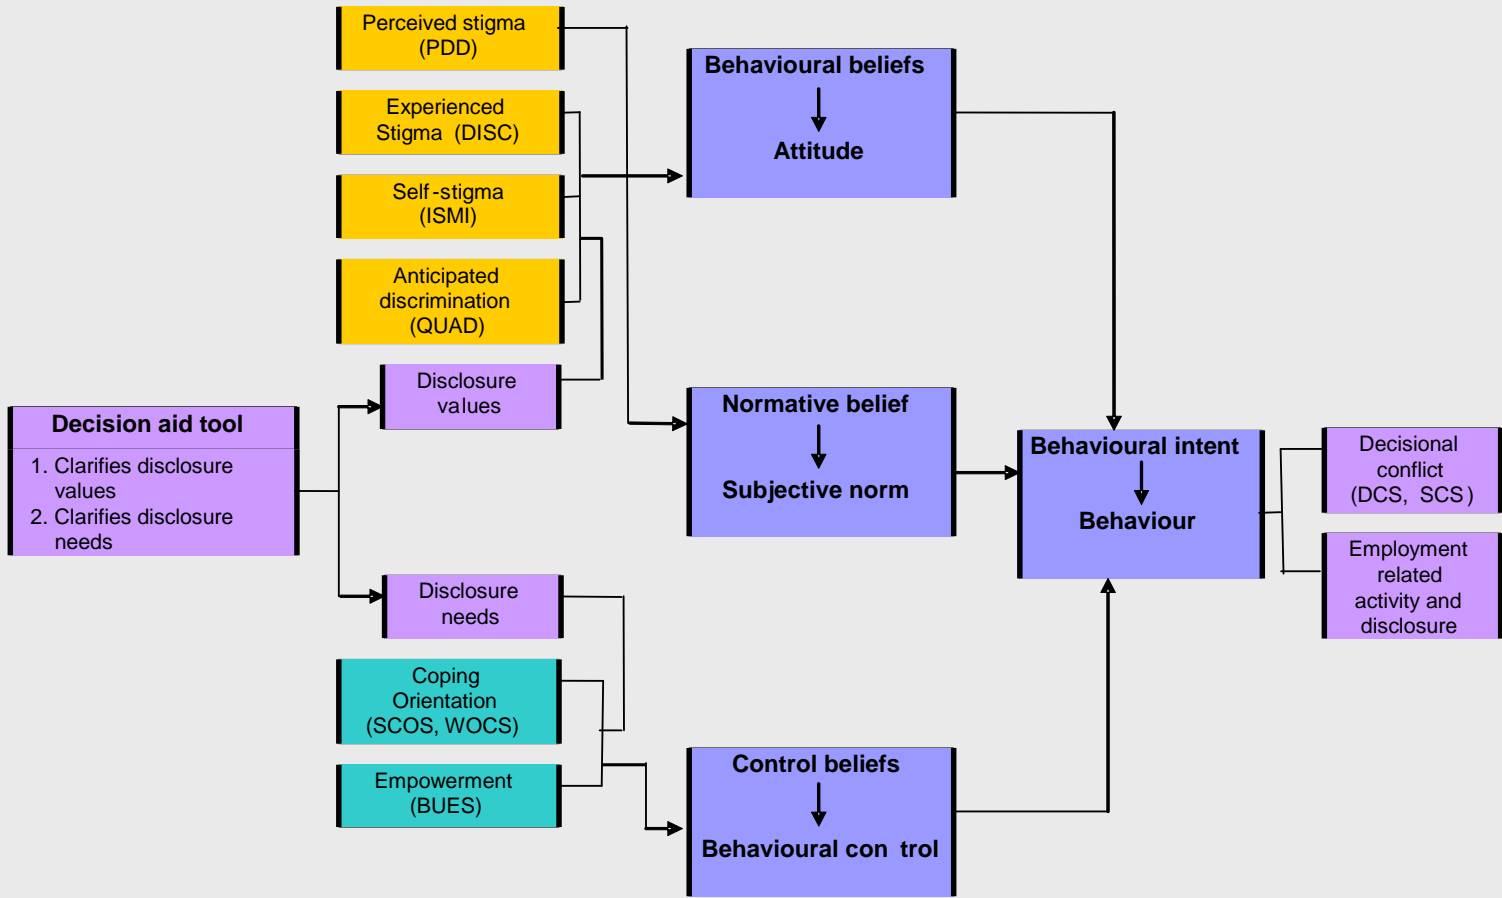 Perceived stigma
(PDD)
Experienced
Stigma (DISC)
Self-stigma
(ISMI)
Anticipated
discrimination
(QUAD)
Disclosure
values
Decision aid tool
1. Clarifies disclosure
values
2. Clarifies disclosure
needs
Disclosure
needs
Coping
Orientation
(SCOS, WOCS)
Empowerment
(BUES)
Behavioural beliefs
Attitude
Normative belief
Subjective norm
Control beliefs
Behavioural con trol
Behavioural intent
Behaviour
Decisional
conflict
(DCS, SCS)
Employment
related
activity and
disclosure